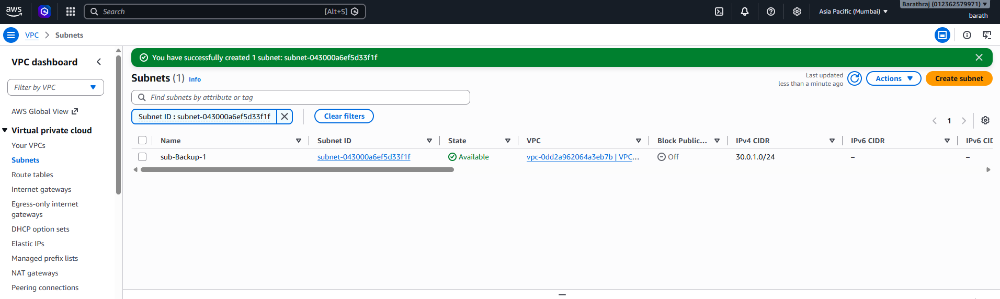 aws
Search
[Alt+S]
Asia Pacific (Mumbai)
Barathraj (012362579971)
barath
VPC
Subnets
VPC dashboard
Filter by VPC
AWS Global View
Virtual private cloud
Your VPCs
Subnets
Route tables
Internet gateways
Egress-only internet
gateways
DHCP option sets
Elastic IPs
Managed prefix lists
NAT gateways
Peering connections
You have successfully created 1 subnet: subnet-043000a6ef5d33f1f
Subnets (1) Info
Last updated
less than a minute ago
Actions
Create subnet
Find subnets by attribute or tag
Subnet ID : subnet-043000a6ef5d33f1f
Clear filters
1
Name Subnet ID State VPC Block Public... IPv4 CIDR IPv6 CIDR IPv6 CID
sub-Backup-1 subnet-043000a6ef5d33f1f Available vpc-0dd2a962064a3eb7b | VPC... Off 30.0.1.0/24 – –